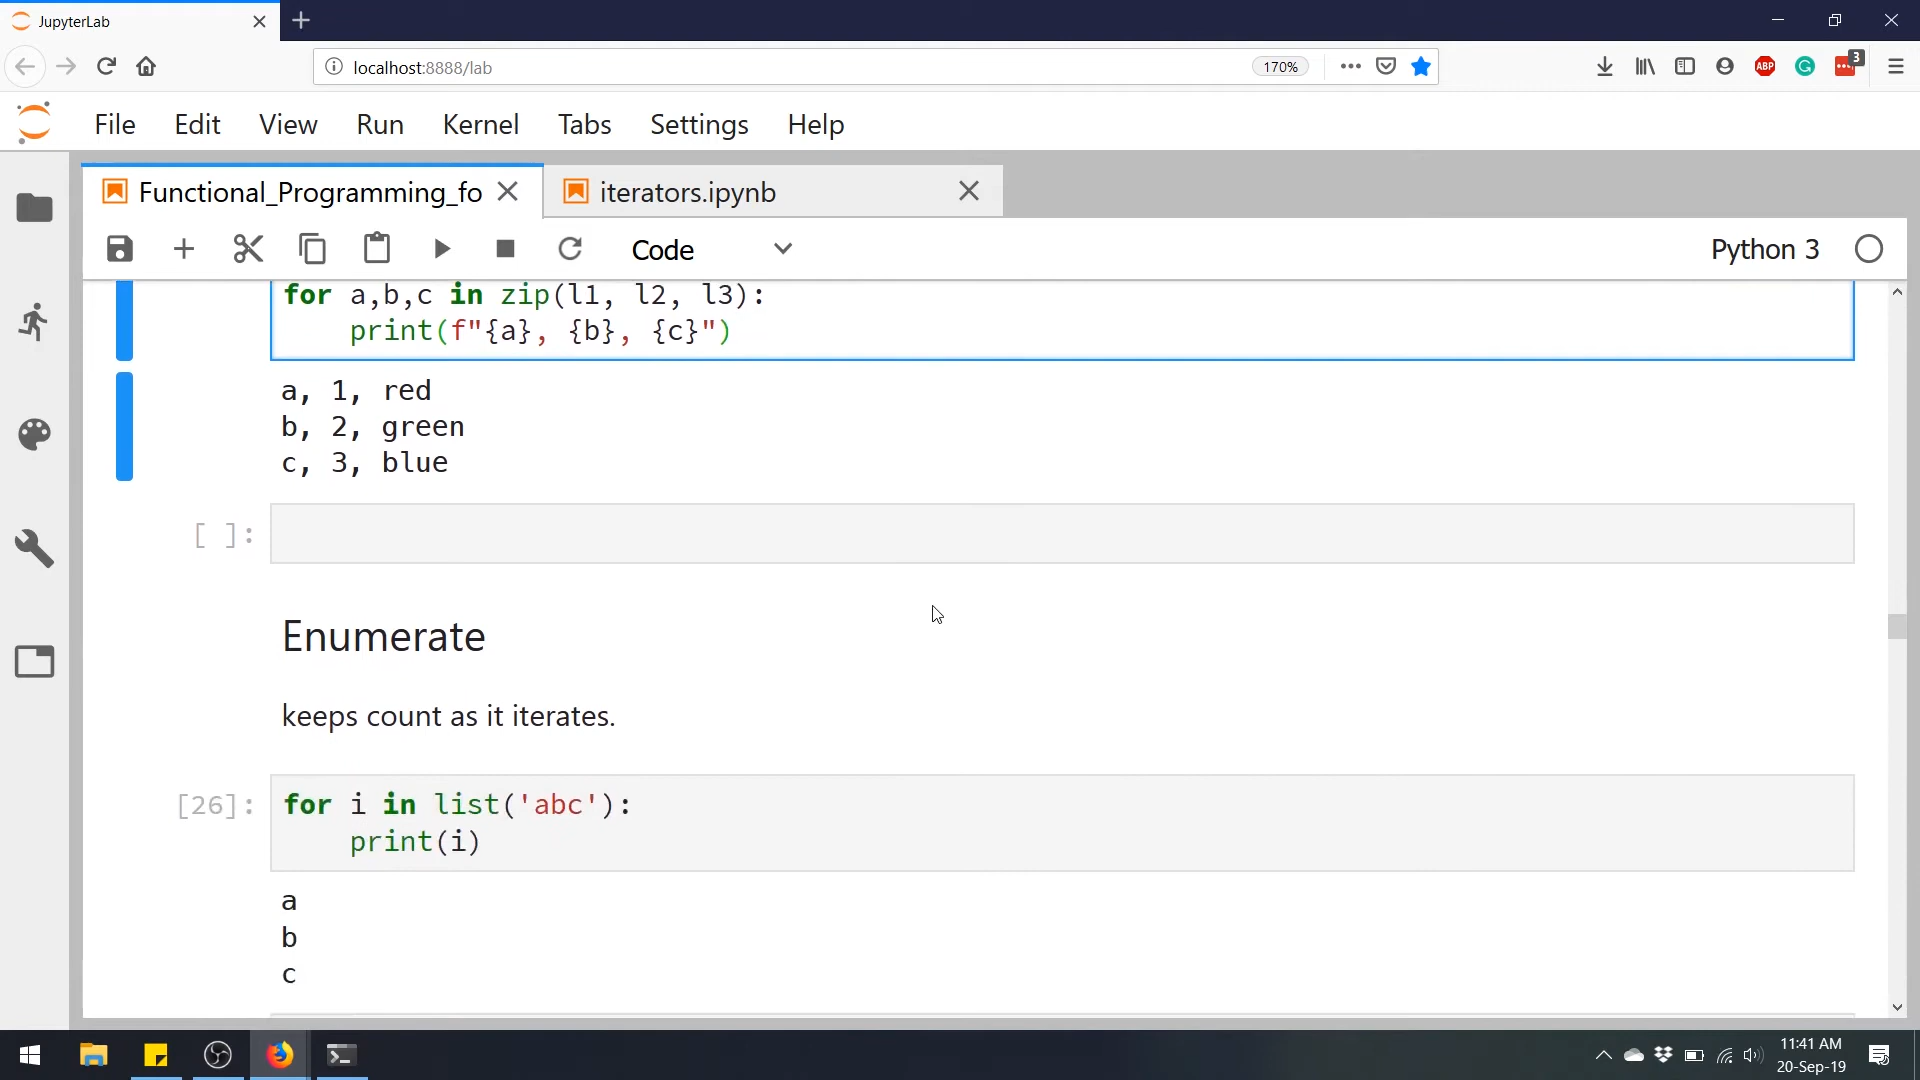 JupyterLab
localhost:8888/lab
170%
ABP
3
File Edit View Run Kernel Tabs Settings Help
Functional_Programming_fo
iterators.ipynb
Code
Python 3
for a,b,c in zip(l1, l2, l3):
print(f"{a}, {b}, {c}")
a, 1, red
b, 2, green
c, 3, blue
[ ]:
Enumerate
keeps count as it iterates.
[26]:
for i in list('abc'):
print(i)
a
b
c
11:41 AM
20-Sep-19